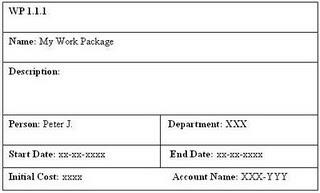 WP 1.1.1
Name: My Work Package
Description:
Person: Peter J. Department: XXX
Start Date: xx-xx-xxxx End Date: xx-xx-xxxx
Initial Cost: xxxx Account Name: XXX-YYY